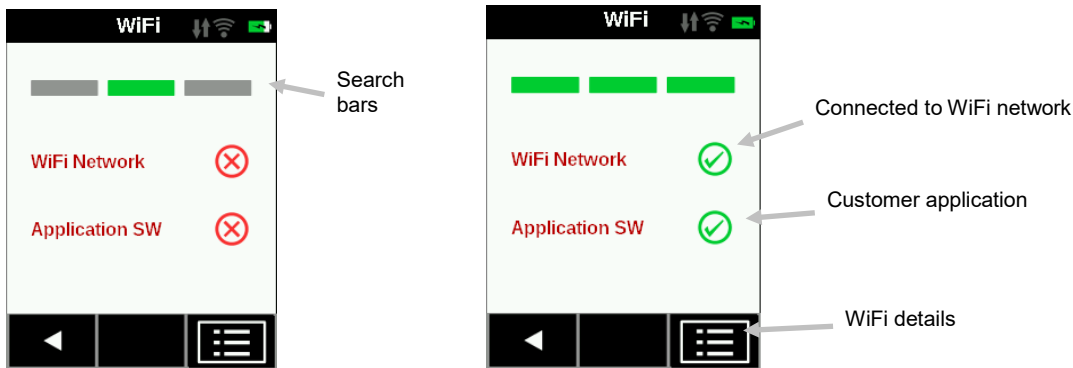 WiFi
Search
bars
WiFi Network
Application SW
WiFi
Connected to WiFi network
WiFi Network
Customer application
Application SW
WiFi details